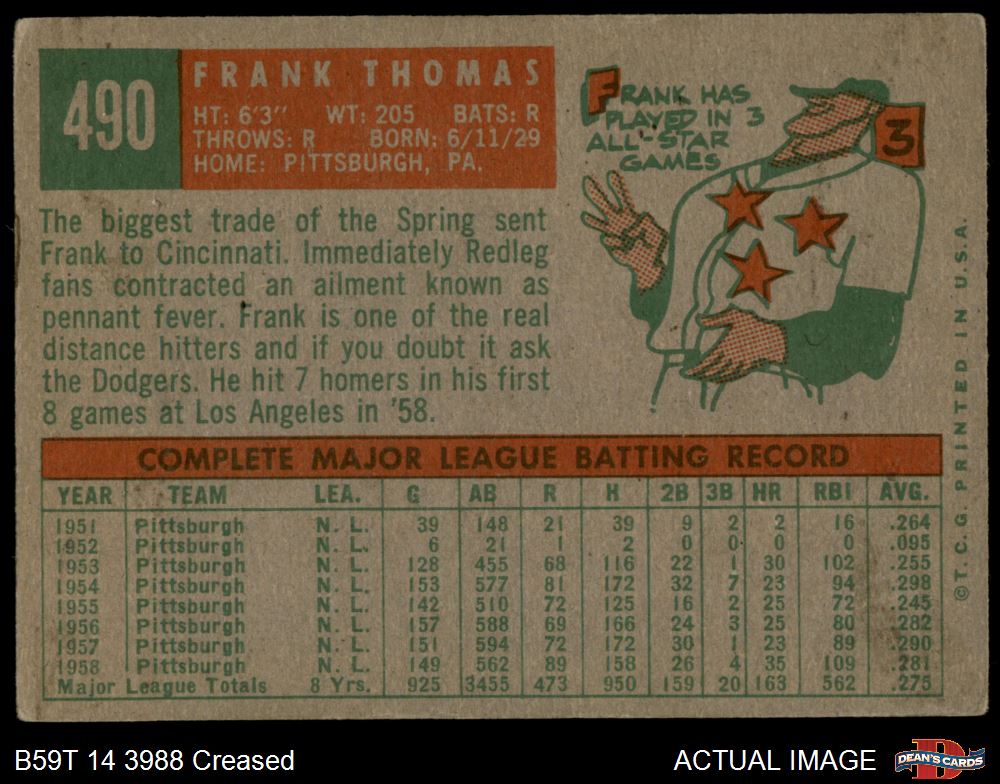 490
FRANK THOMAS
HT: 6'3" WT: 205 BATS: R
THROWS: R BORN: 6/11/29
HOME: PITTSBURGH, PA.
FRANK HAS
PLAYED IN 3
ALL-STAR
GAMES
3
The biggest trade of the Spring sent
Frank to Cincinnati. Immediately Redleg
fans contracted an ailment known as
pennant fever. Frank is one of the real
distance hitters and if you doubt it ask
the Dodgers. He hit 7 homers in his first
8 games at Los Angeles in '58.
©T. C. G. PRINTED IN U.S.A.
COMPLETE MAJOR LEAGUE BATTING RECORD
YEAR TEAM LEA. G AB R H 2B 3B HR RBI AVG.
1951 Pittsburgh N. L. 39 148 21 39 9 2 2 16 .264
1952 Pittsburgh N. L. 6 21 1 2 0 0 0 0 .095
1953 Pittsburgh N. L. 128 455 68 116 22 1 30 102 .255
1954 Pittsburgh N. L. 153 577 81 172 32 7 23 94 .298
1955 Pittsburgh N. L. 142 510 72 125 16 2 25 72 .245
1956 Pittsburgh N. L. 157 588 69 166 24 3 25 80 .282
1957 Pittsburgh N. L. 151 594 72 172 30 1 23 89 .290
1958 Pittsburgh N. L. 149 562 89 158 26 4 35 109 .281
Major League Totals 8 Yrs. 925 3455 473 950 159 20 163 562 .275
B59T 14 3988 Creased
ACTUAL IMAGE
D
DEAN'S CARDS